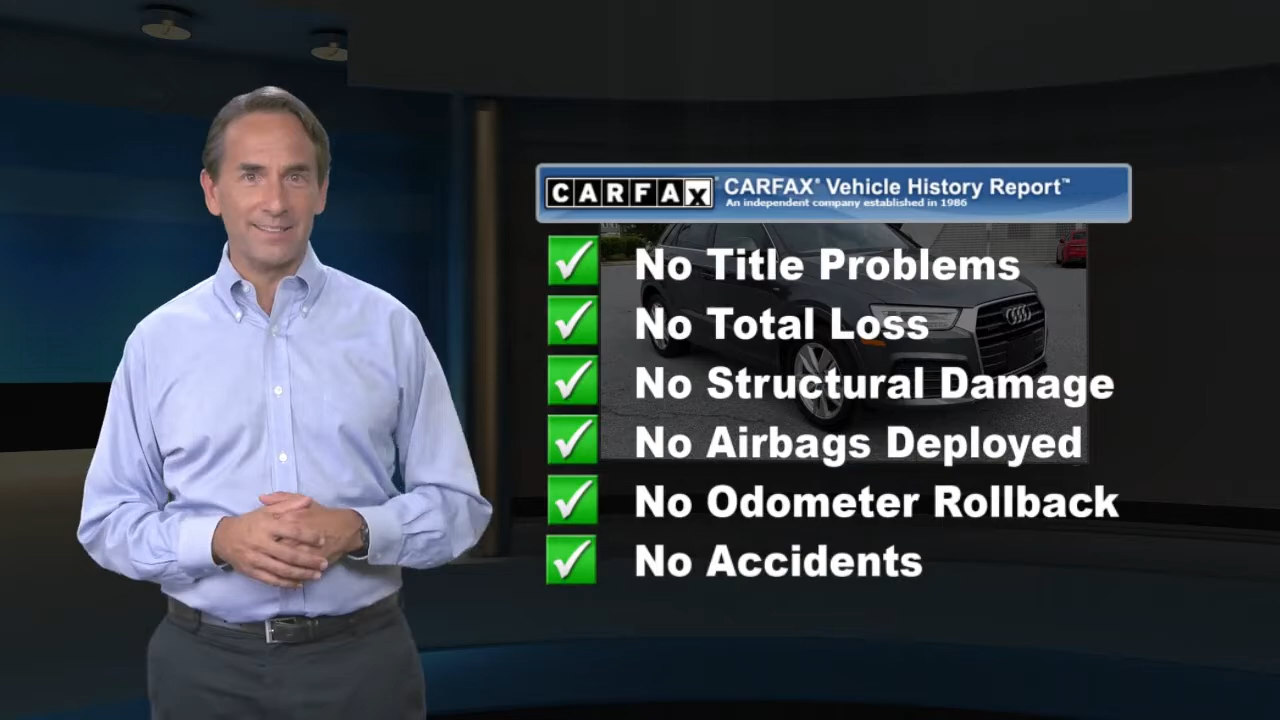 CARFAX
CARFAX® Vehicle History Report™
An independent company established in 1986
No Title Problems
No Total Loss
No Structural Damage
No Airbags Deployed
No Odometer Rollback
No Accidents